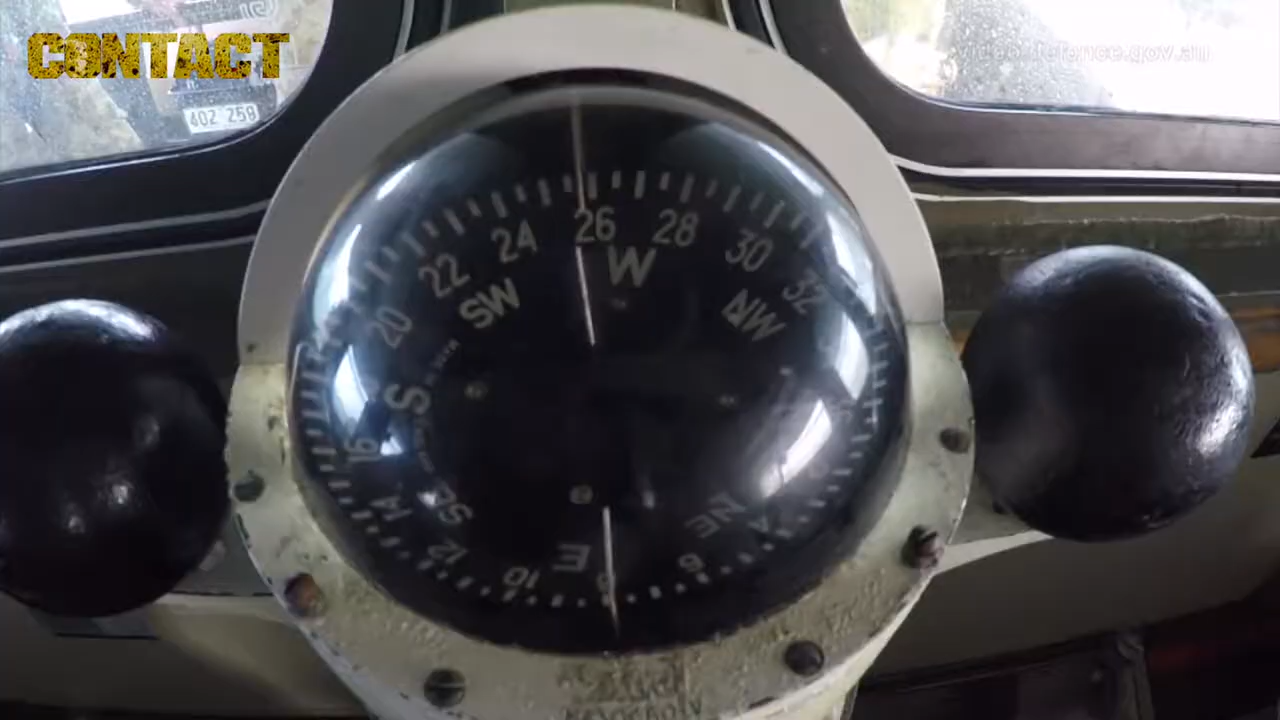 CONTACT
video.defence.gov.au
402 258
24 26 28
22 30
W
SW NW 32
20
S
16
14 SE NE
12 E 6
10 8